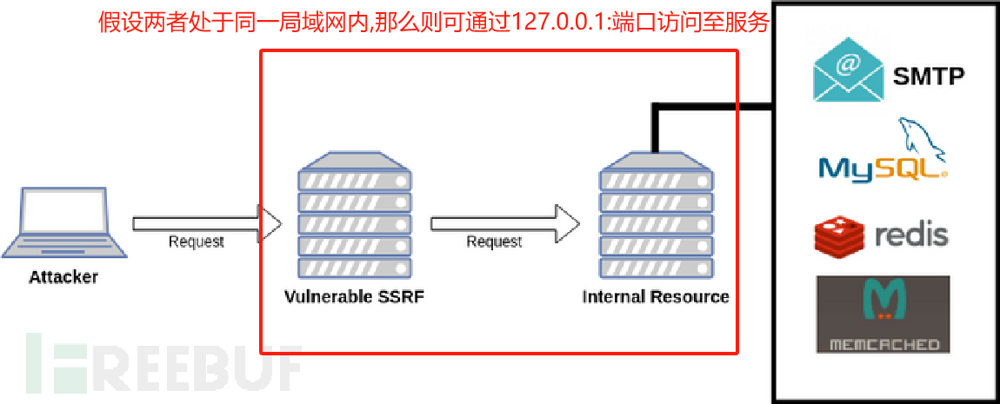 假设两者处于同一局域网内,那么则可通过127.0.0.1:端口访问至服务
@
SMTP
MySQL
redis
MEMCACHED
Request
Request
Attacker
Vulnerable SSRF
Internal Resource
FREEBUF